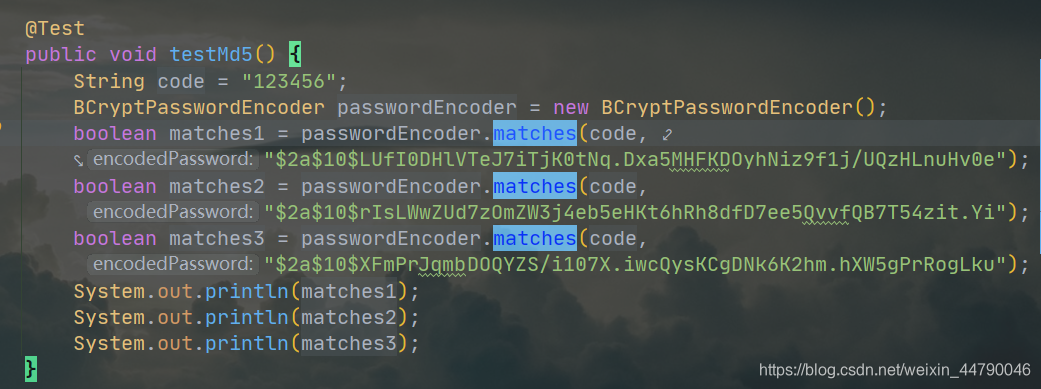 @Test
public void testMd5() {
String code = "123456";
BCryptPasswordEncoder passwordEncoder = new BCryptPasswordEncoder();
boolean matches1 = passwordEncoder.matches(code,
encodedPassword: "$2a$10$LUfI0DHlVTeJ7iTjK0tNq.Dxa5MHFKDOyhNiz9f1j/UQzHLnuHv0e");
boolean matches2 = passwordEncoder.matches(code,
encodedPassword: "$2a$10$rIsLWwZUd7zOmZW3j4eb5eHKt6hRh8dfD7ee5QvvfQB7T54zit.Yi");
boolean matches3 = passwordEncoder.matches(code,
encodedPassword: "$2a$10$XFmPrJqmbDOQYZS/i107X.iwcQysKCgDNk6K2hm.hXW5gPrRogLku");
System.out.println(matches1);
System.out.println(matches2);
System.out.println(matches3);
}
https://blog.csdn.net/weixin_44790046